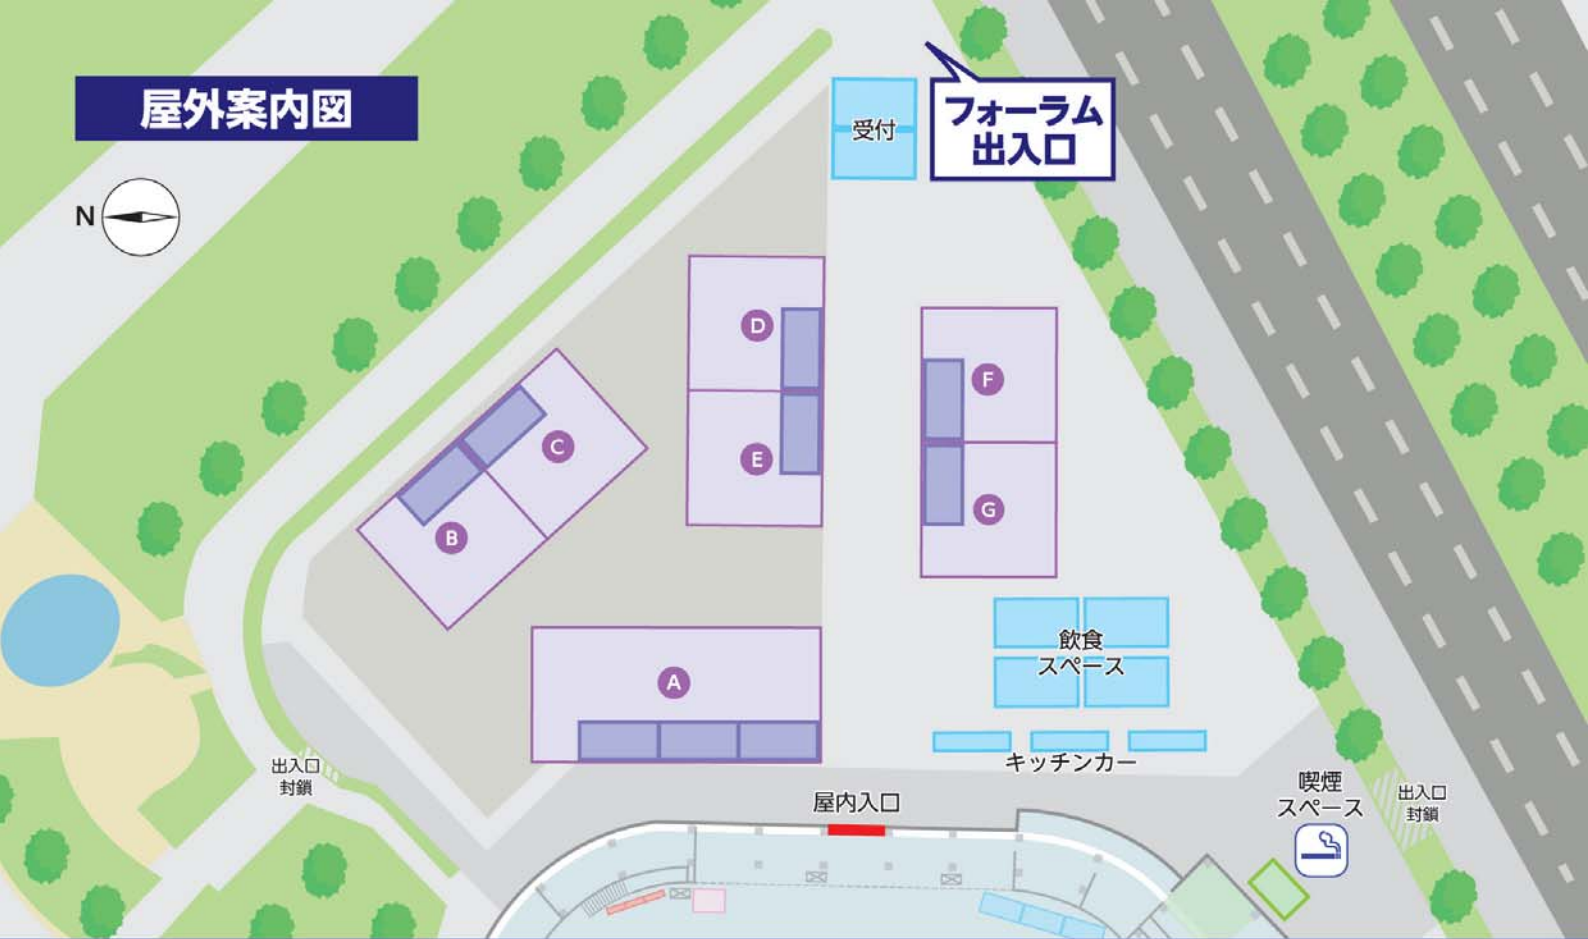 屋外案内図
N
受付
フォーラム
出入口
D
F
C
E
G
B
飲食
スペース
A
キッチンカー
出入口
封鎖
屋内入口
喫煙
スペース
出入口
封鎖